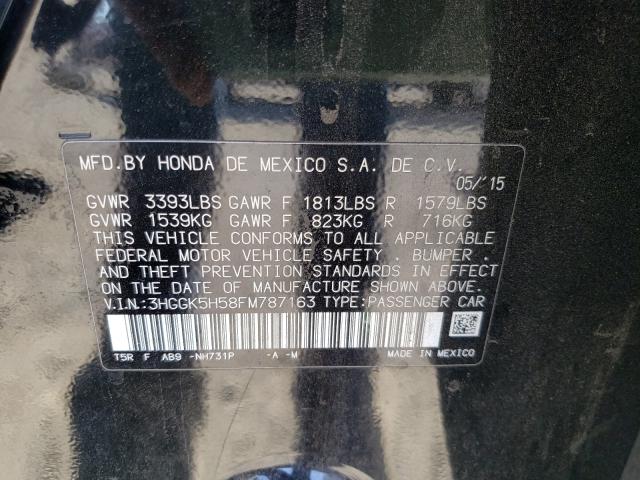 MFD.BY HONDA DE MEXICO S.A. DE C.V.
05/'15
GVWR 3393LBS GAWR F 1813LBS R 1579LBS
GVWR 1539KG GAWR F 823KG R 716KG
THIS VEHICLE CONFORMS TO ALL APPLICABLE
FEDERAL MOTOR VEHICLE SAFETY . BUMPER .
AND THEFT PREVENTION STANDARDS IN EFFECT
ON THE DATE OF MANUFACTURE SHOWN ABOVE.
V.I.N.:3HGGK5H58FM787163 TYPE:PASSENGER CAR
T5R F AB9 -NH731P -A -M MADE IN MEXICO